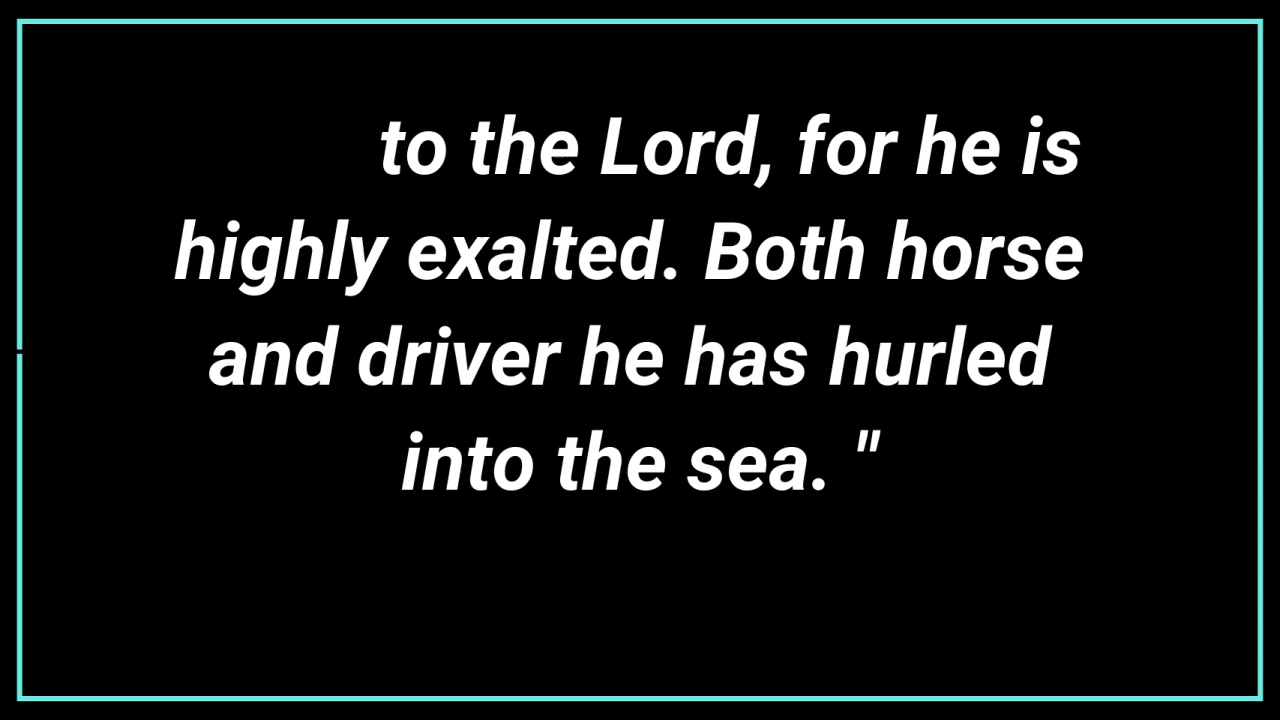 to the Lord, for he is
highly exalted. Both horse
and driver he has hurled
into the sea. "